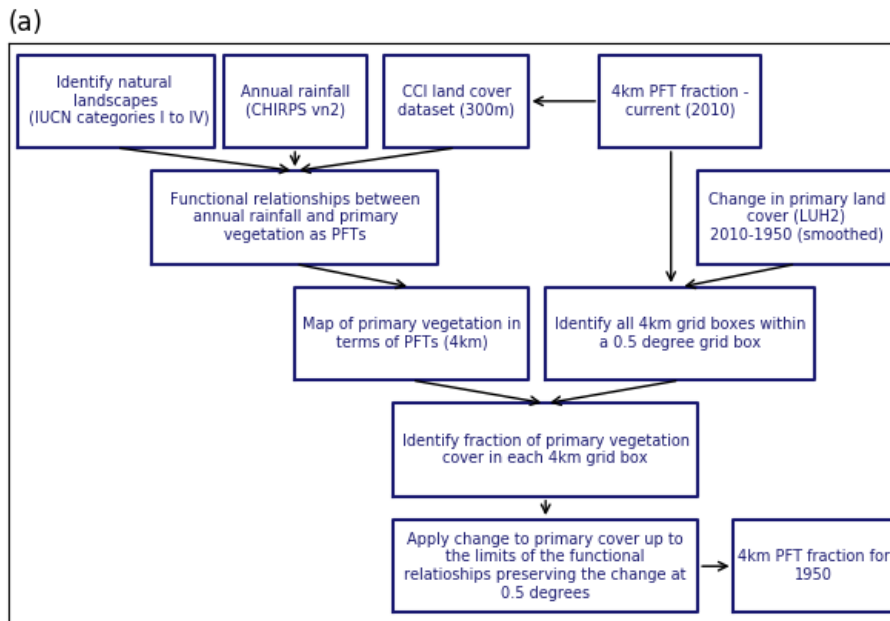 (a)
Identify natural
landscapes
(IUCN categories I to IV)
Annual rainfall
(CHIRPS vn2)
CCI land cover
dataset (300m)
4km PFT fraction -
current (2010)
Functional relationships between
annual rainfall and primary
vegetation as PFTs
Change in primary land
cover (LUH2)
2010-1950 (smoothed)
Map of primary vegetation in
terms of PFTs (4km)
Identify all 4km grid boxes within
a 0.5 degree grid box
Identify fraction of primary vegetation
cover in each 4km grid box
Apply change to primary cover up to
the limits of the functional
relatioships preserving the change at
0.5 degrees
4km PFT fraction for
1950